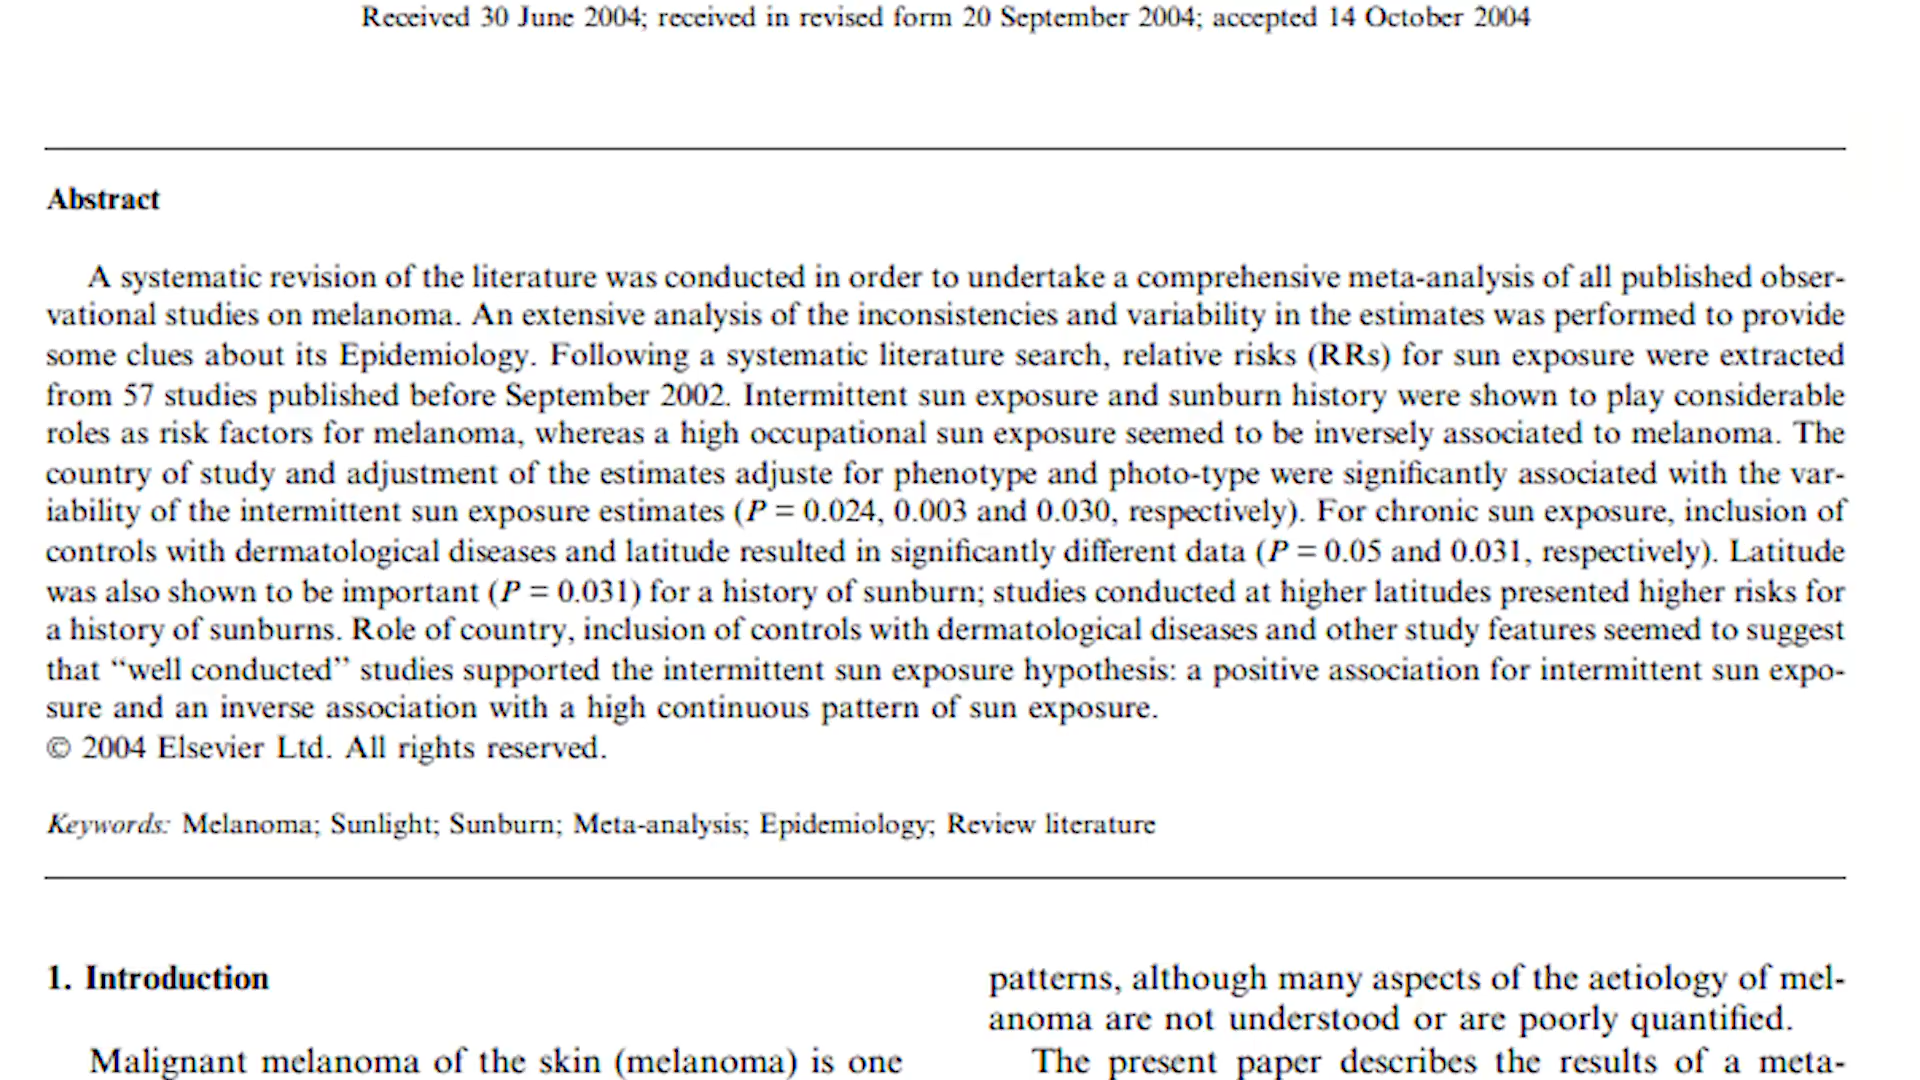 Received 30 June 2004; received in revised form 20 September 2004; accepted 14 October 2004
Abstract
A systematic revision of the literature was conducted in order to undertake a comprehensive meta-analysis of all published obser-
vational studies on melanoma. An extensive analysis of the inconsistencies and variability in the estimates was performed to provide
some clues about its Epidemiology. Following a systematic literature search, relative risks (RRs) for sun exposure were extracted
from 57 studies published before September 2002. Intermittent sun exposure and sunburn history were shown to play considerable
roles as risk factors for melanoma, whereas a high occupational sun exposure seemed to be inversely associated to melanoma. The
country of study and adjustment of the estimates adjuste for phenotype and photo-type were significantly associated with the var-
iability of the intermittent sun exposure estimates (P = 0.024, 0.003 and 0.030, respectively). For chronic sun exposure, inclusion of
controls with dermatological diseases and latitude resulted in significantly different data (P = 0.05 and 0.031, respectively). Latitude
was also shown to be important (P = 0.031) for a history of sunburn; studies conducted at higher latitudes presented higher risks for
a history of sunburns. Role of country, inclusion of controls with dermatological diseases and other study features seemed to suggest
that “well conducted” studies supported the intermittent sun exposure hypothesis: a positive association for intermittent sun expo-
sure and an inverse association with a high continuous pattern of sun exposure.
© 2004 Elsevier Ltd. All rights reserved.
Keywords: Melanoma; Sunlight; Sunburn; Meta-analysis; Epidemiology; Review literature
1. Introduction
Malignant melanoma of the skin (melanoma) is one
patterns, although many aspects of the aetiology of mel-
anoma are not understood or are poorly quantified.
The present paper describes the results of a meta-